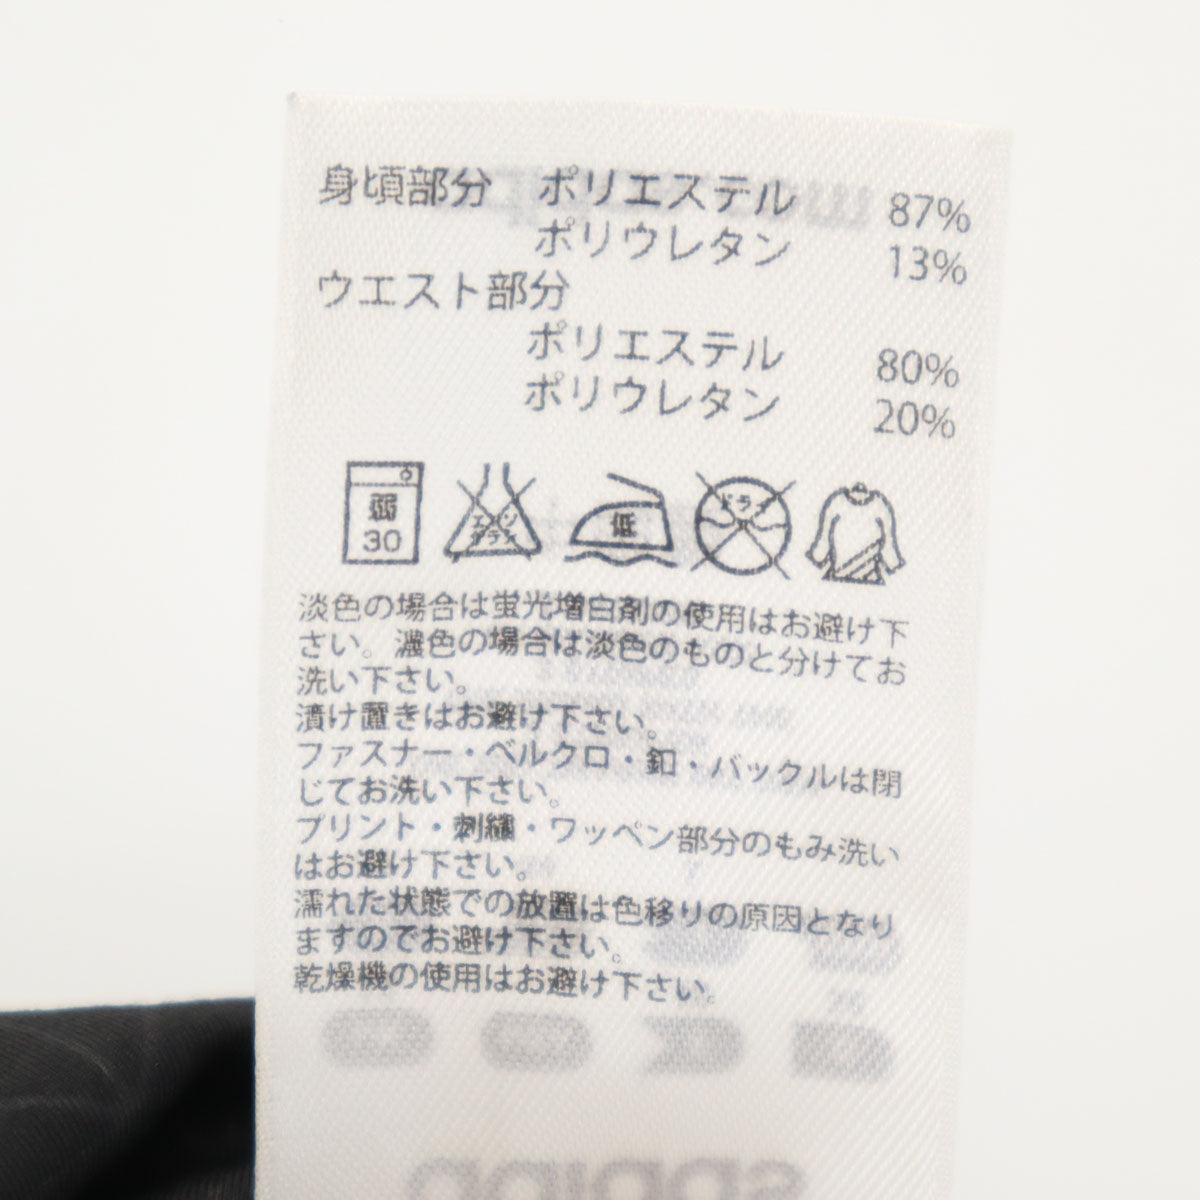 身頃部分 ポリエステル 87%
ポリウレタン 13%
ウエスト部分
ポリエステル 80%
ポリウレタン 20%
弱 30 エンソ サラシ 低 ドライ
淡色の場合は蛍光増白剤の使用はお避け下
さい。濃色の場合は淡色のものと分けてお
洗い下さい。
漬け置きはお避け下さい。
ファスナー・ベルクロ・釦・バックルは閉
じてお洗い下さい。
プリント・刺繍・ワッペン部分のもみ洗い
はお避け下さい。
濡れた状態での放置は色移りの原因となり
ますのでお避け下さい。
乾燥機の使用はお避け下さい。